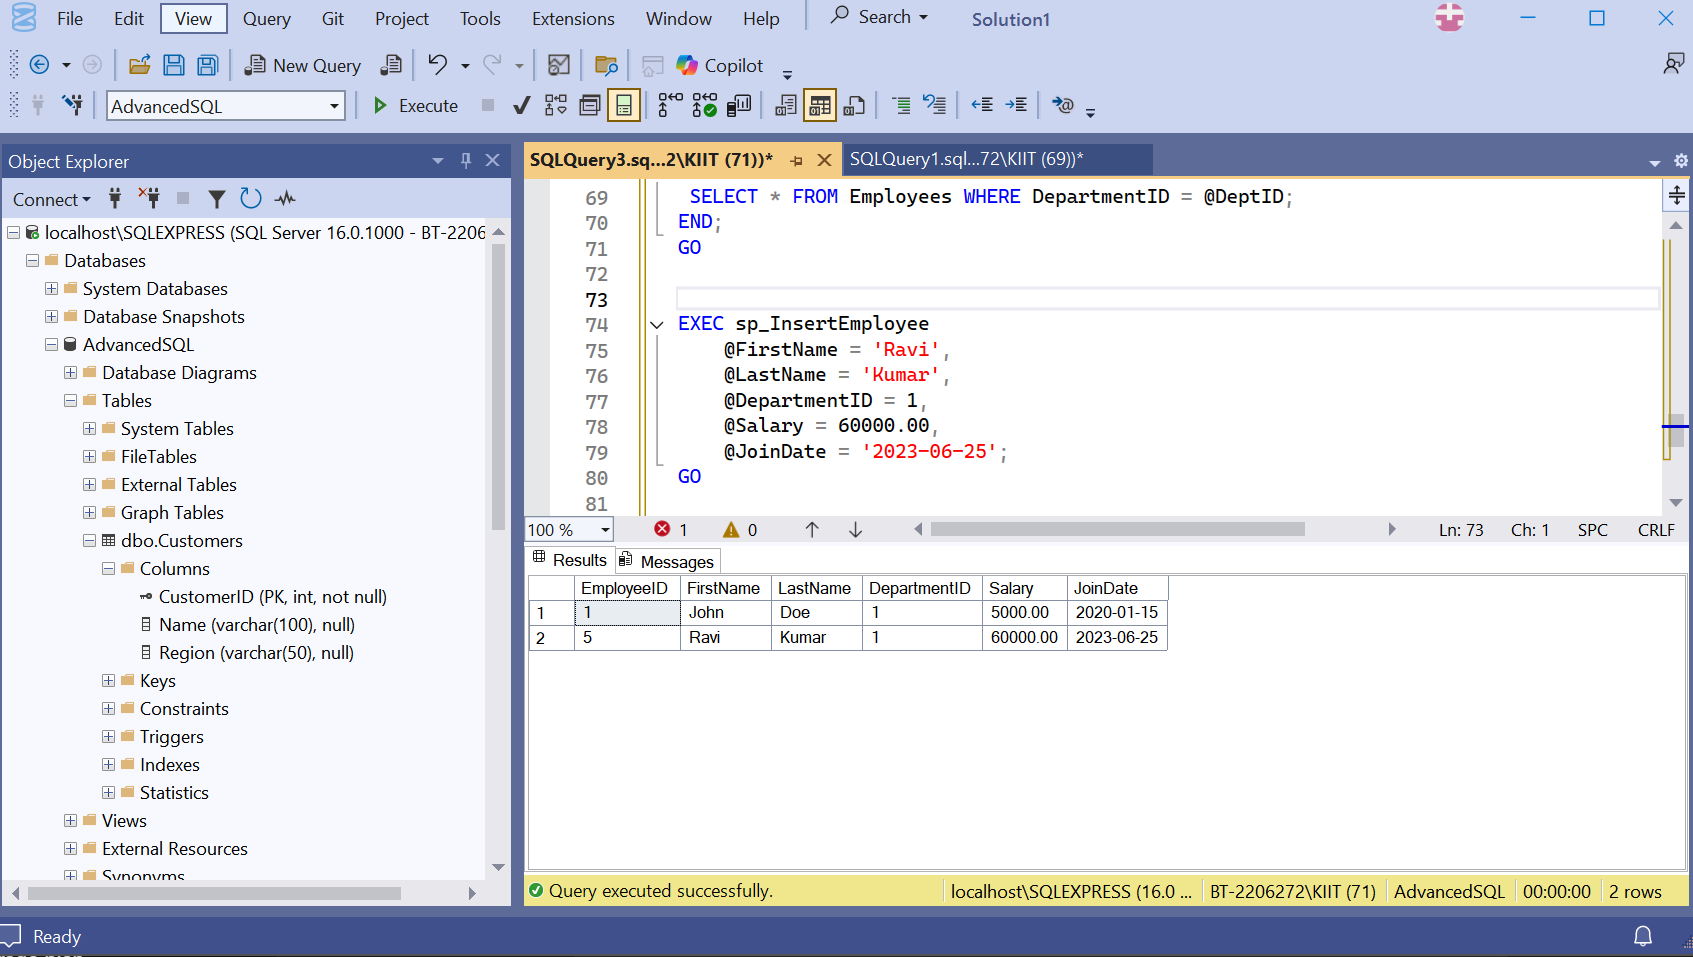 File Edit View Query Git Project Tools Extensions Window Help Search Solution1
New Query Copilot
AdvancedSQL Execute
Object Explorer
Connect
localhost\SQLEXPRESS (SQL Server 16.0.1000 - BT-2206
Databases
System Databases
Database Snapshots
AdvancedSQL
Database Diagrams
Tables
System Tables
FileTables
External Tables
Graph Tables
dbo.Customers
Columns
CustomerID (PK, int, not null)
Name (varchar(100), null)
Region (varchar(50), null)
Keys
Constraints
Triggers
Indexes
Statistics
Views
External Resources
Synonyms
SQLQuery3.sq...2\KIIT (71))* SQLQuery1.sql...72\KIIT (69))*
69 SELECT * FROM Employees WHERE DepartmentID = @DeptID;
70 END;
71 GO
72
73
74 EXEC sp_InsertEmployee
75 @FirstName = 'Ravi',
76 @LastName = 'Kumar',
77 @DepartmentID = 1,
78 @Salary = 60000.00,
79 @JoinDate = '2023-06-25';
80 GO
81
100 % 1 0 Ln: 73 Ch: 1 SPC CRLF
Results Messages
EmployeeID FirstName LastName DepartmentID Salary JoinDate
1 1 John Doe 1 5000.00 2020-01-15
2 5 Ravi Kumar 1 60000.00 2023-06-25
Query executed successfully. localhost\SQLEXPRESS (16.0 ... BT-2206272\KIIT (71) AdvancedSQL 00:00:00 2 rows
Ready